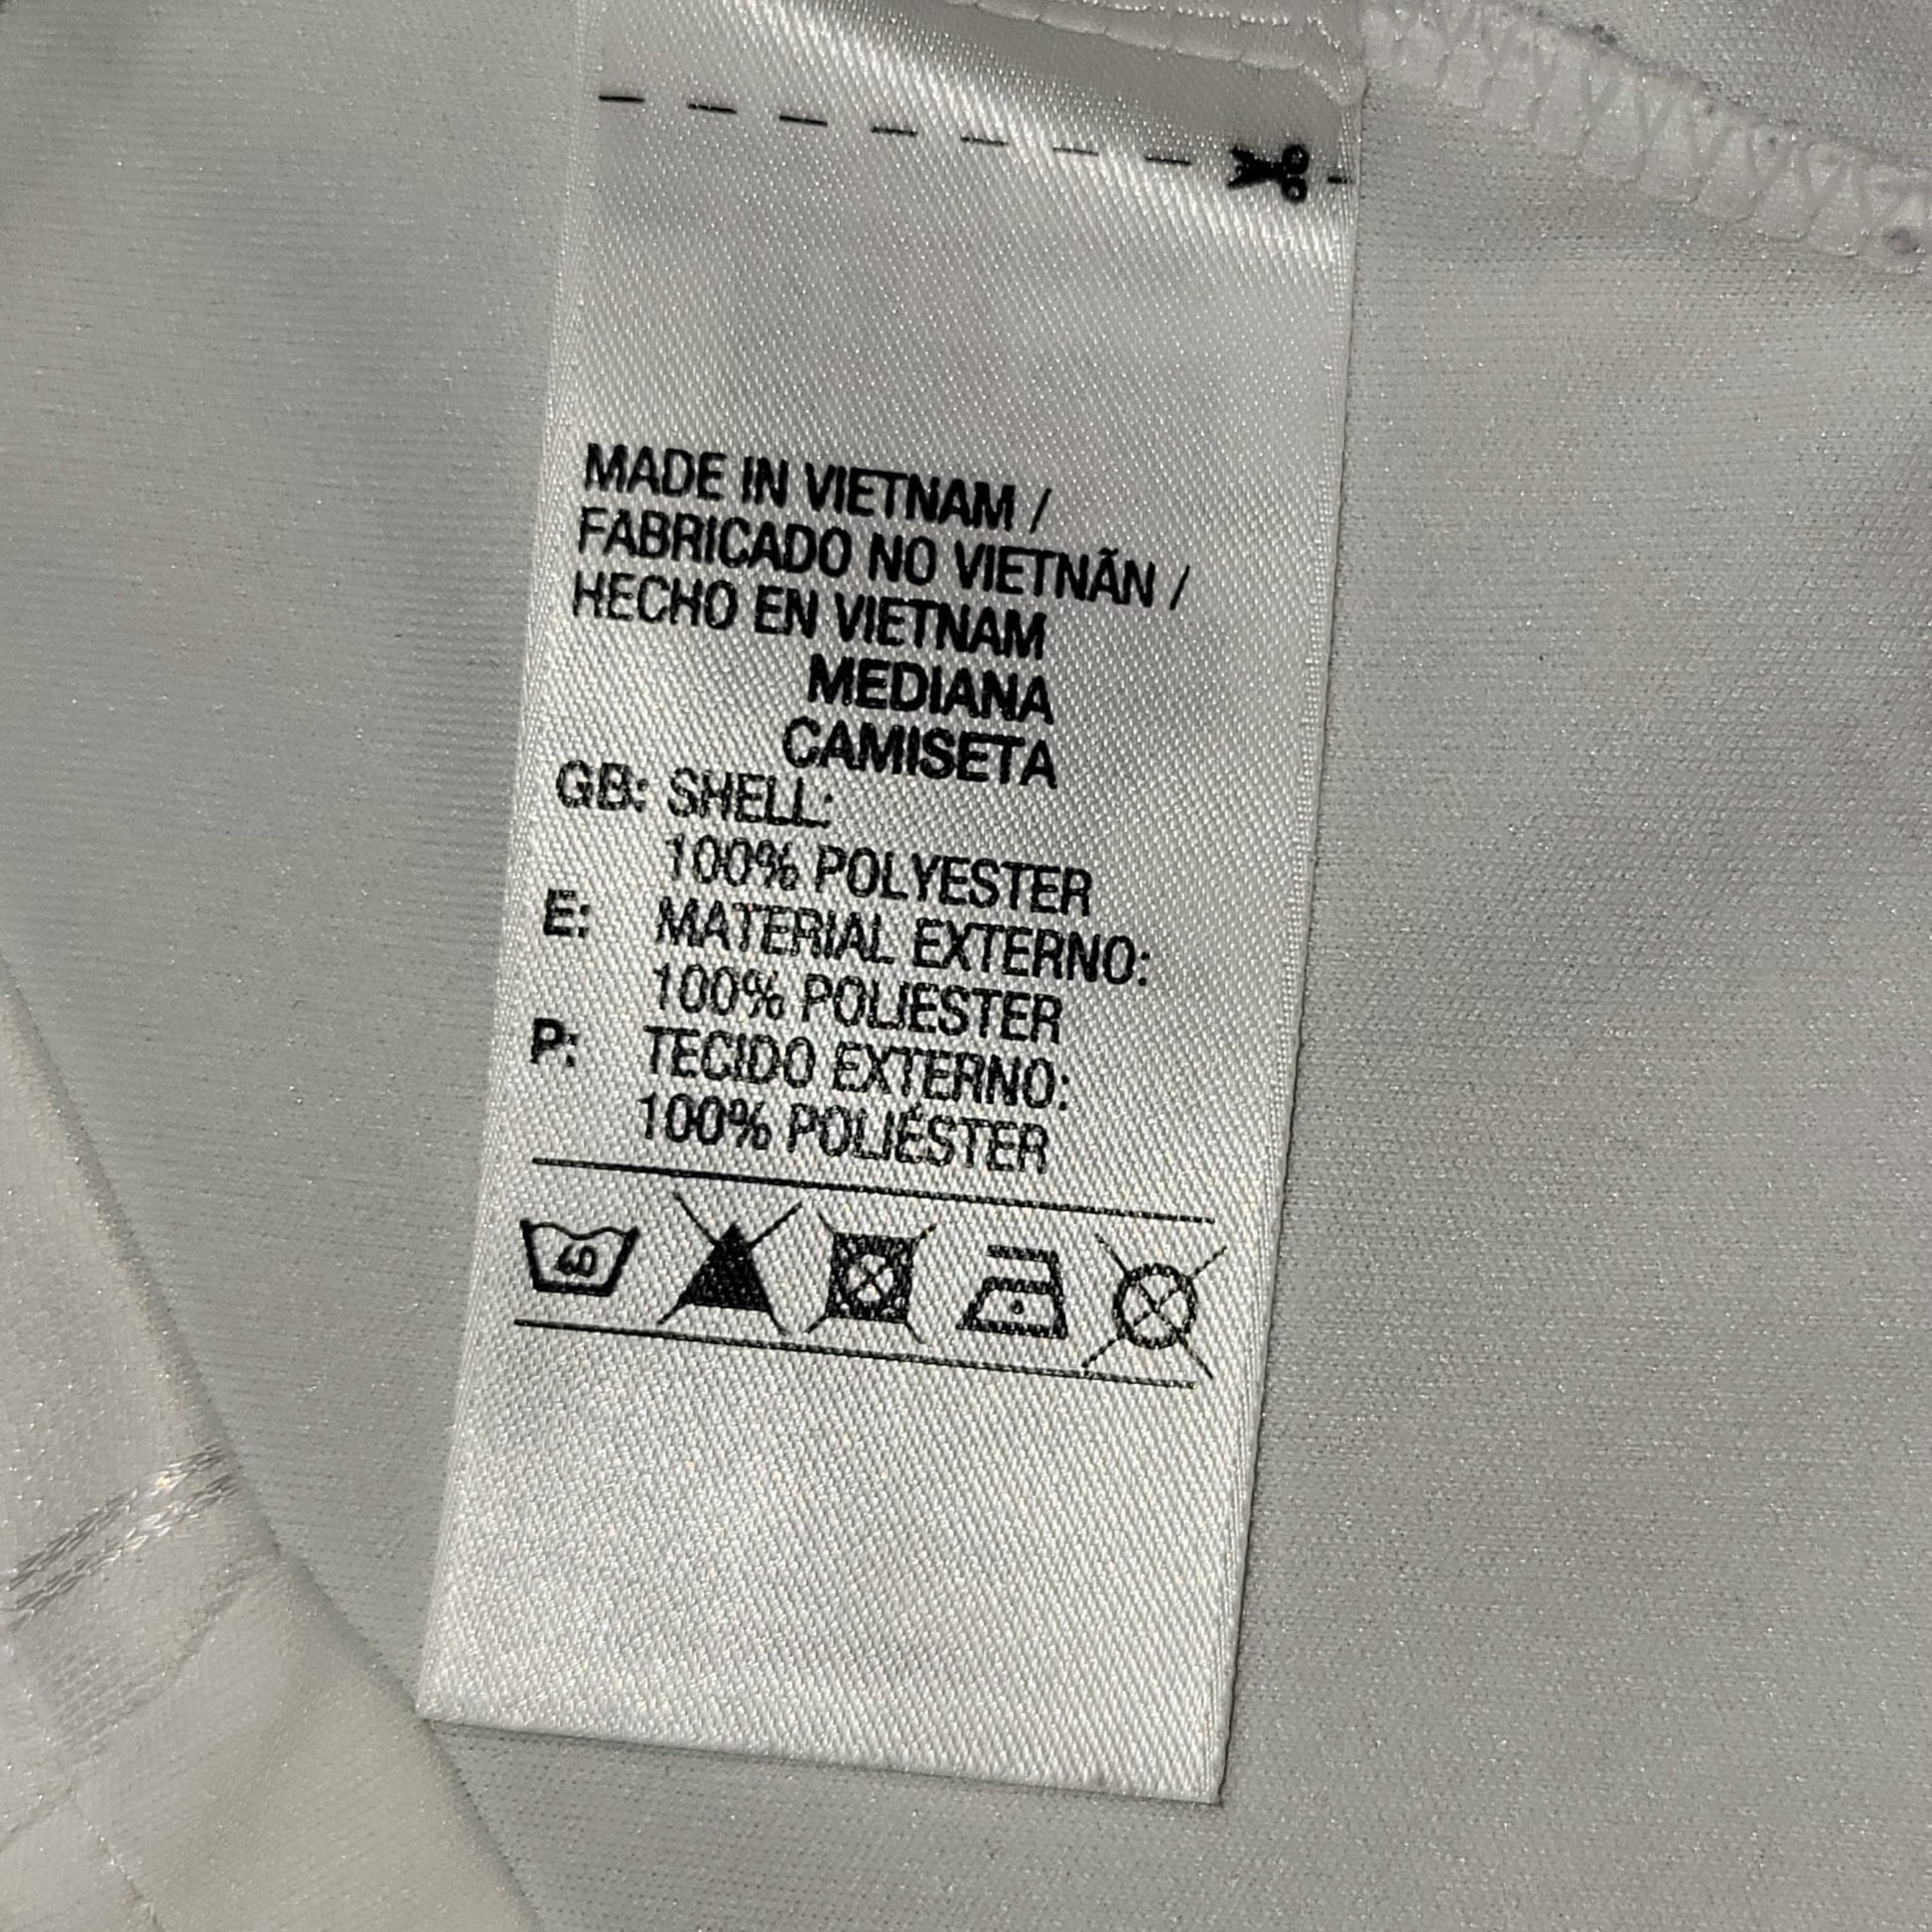 MADE IN VIETNAM /
FABRICADO NO VIETNÃN /
HECHO EN VIETNAM
MEDIANA
CAMISETA
GB: SHELL:
100% POLYESTER
E: MATERIAL EXTERNO:
100% POLIESTER
P: TECIDO EXTERNO:
100% POLIÉSTER
40